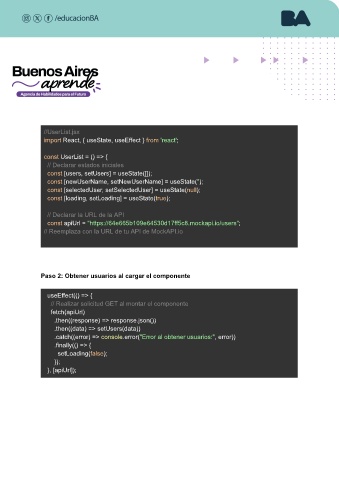 /educacionBA
BA
Buenos Aires
aprende
Agencia de Habilidades para el Futuro
//UserList.jsx
import React, { useState, useEffect } from 'react';
const UserList = () => {
// Declarar estados iniciales
const [users, setUsers] = useState([]);
const [newUserName, setNewUserName] = useState('');
const [selectedUser, setSelectedUser] = useState(null);
const [loading, setLoading] = useState(true);
// Declarar la URL de la API
const apiUrl = "https://64e665b109e64530d17ff5c8.mockapi.io/users";
// Reemplaza con la URL de tu API de MockAPI.io
Paso 2: Obtener usuarios al cargar el componente
useEffect(() => {
// Realizar solicitud GET al montar el componente
fetch(apiUrl)
.then((response) => response.json())
.then((data) => setUsers(data))
.catch((error) => console.error("Error al obtener usuarios:", error))
.finally(() => {
setLoading(false);
});
}, [apiUrl]);